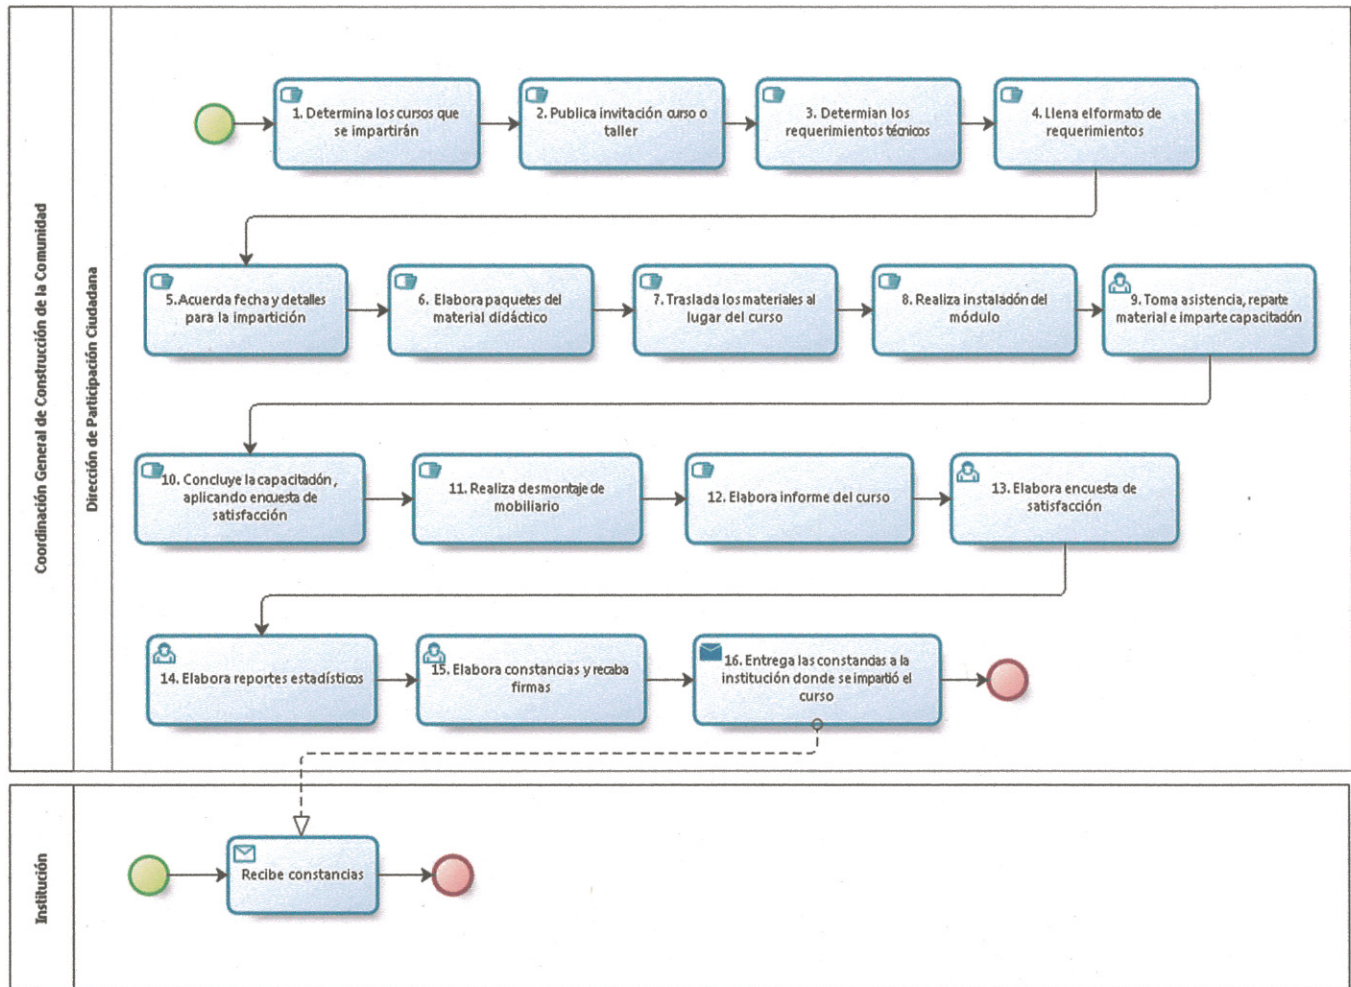 Coordinación General de Construcción de la Comunidad
Dirección de Participación Ciudadana
1. Determina los cursos que
se impartirán
2. Publica invitación curso o
taller
3. Determian los
requerimientos técnicos
4. Llena el formato de
requerimientos
5. Acuerda fecha y detalles
para la impartición
6. Elabora paquetes del
material didáctico
7. Traslada los materiales al
lugar del curso
8. Realiza instalación del
módulo
9. Toma asistencia, reparte
material e imparte capacitación
10. Concluye la capacitación,
aplicando encuesta de
satisfacción
11. Realiza desmontaje de
mobiliario
12. Elabora informe del curso
13. Elabora encuesta de
satisfacción
14. Elabora reportes estadísticos
15. Elabora constancias y recaba
firmas
16. Entrega las constancias a la
institución donde se impartió el
curso
Institución
Recibe constancias